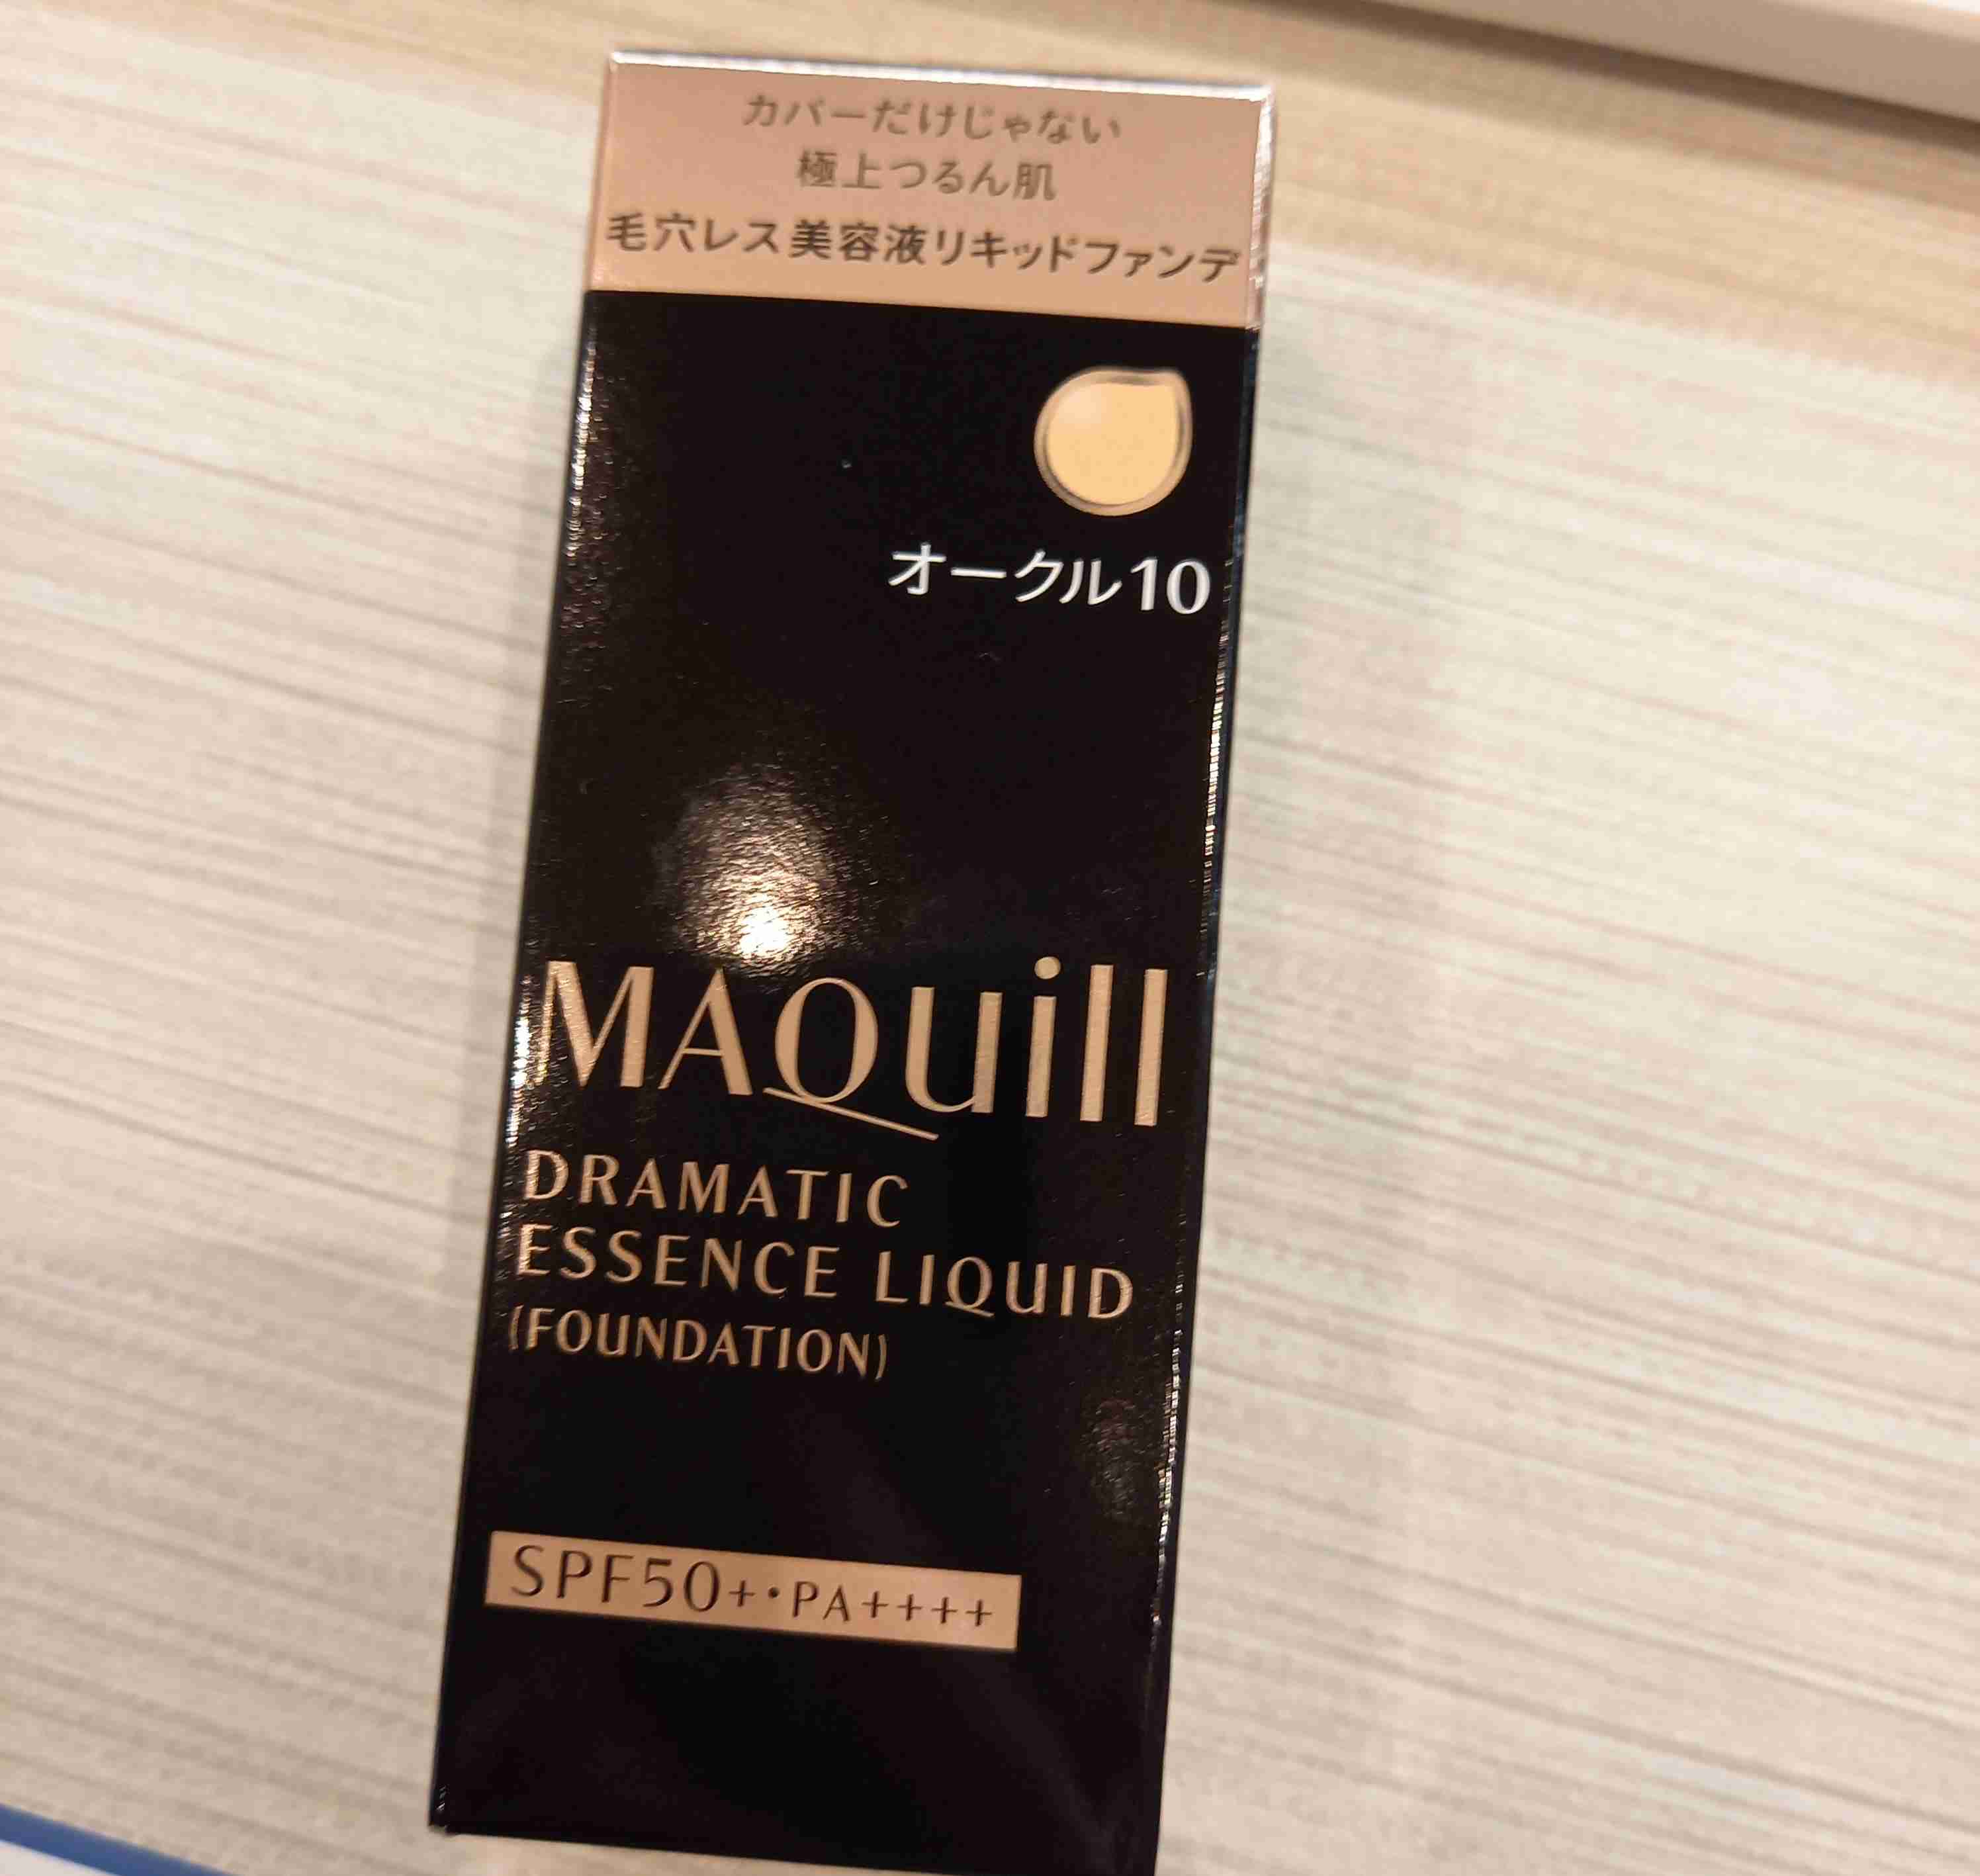 カバーだけじゃない
極上つるん肌
毛穴レス美容液リキッドファンデ
オークル10
MAQuill
DRAMATIC
ESSENCE LIQUID
(FOUNDATION)
SPF50+・PA++++